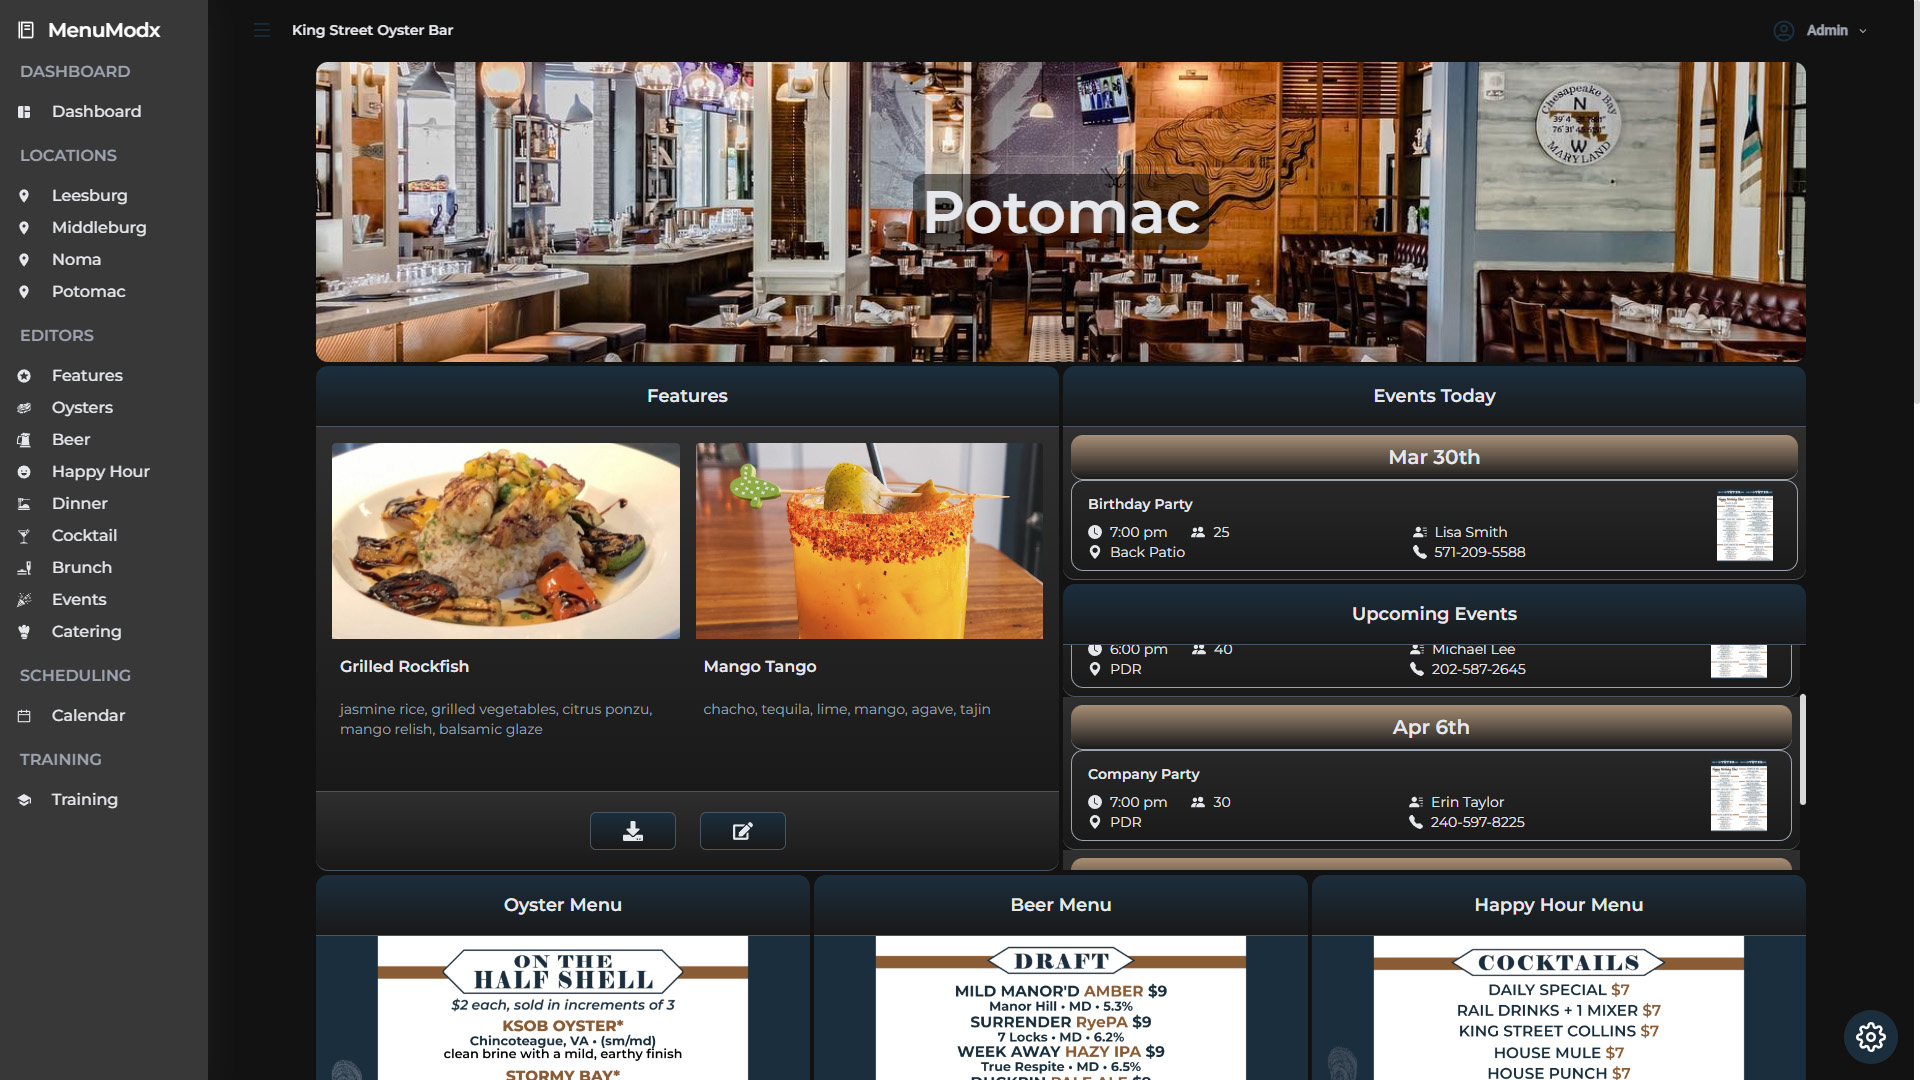 MenuModx
DASHBOARD
Dashboard
LOCATIONS
Leesburg
Middleburg
Noma
Potomac
EDITORS
Features
Oysters
Beer
Happy Hour
Dinner
Cocktail
Brunch
Events
Catering
SCHEDULING
Calendar
TRAINING
Training
King Street Oyster Bar
Admin
Chesapeake Bay
N
W
MARYLAND
Potomac
Features
Grilled Rockfish
jasmine rice, grilled vegetables, citrus ponzu,
mango relish, balsamic glaze
Mango Tango
chacho, tequila, lime, mango, agave, tajin
Events Today
Mar 30th
Birthday Party
7:00 pm 25 Lisa Smith
Back Patio 571-209-5588
Upcoming Events
6:00 pm 40 Michael Lee
PDR 202-587-2645
Apr 6th
Company Party
7:00 pm 30 Erin Taylor
PDR 240-597-8225
Oyster Menu
ON THE
HALF SHELL
$2 each, sold in increments of 3
KSOB OYSTER*
Chincoteague, VA • (sm/md)
clean brine with a mild, earthy finish
STORMY BAY*
Beer Menu
DRAFT
MILD MANOR'D AMBER $9
Manor Hill • MD • 5.3%
SURRENDER RyePA $9
7 Locks • MD • 6.2%
WEEK AWAY HAZY IPA $9
True Respite • MD • 6.5%
DUCKPIN PALE ALE $9
Happy Hour Menu
COCKTAILS
DAILY SPECIAL $7
RAIL DRINKS + 1 MIXER $7
KING STREET COLLINS $7
HOUSE MULE $7
HOUSE PUNCH $7